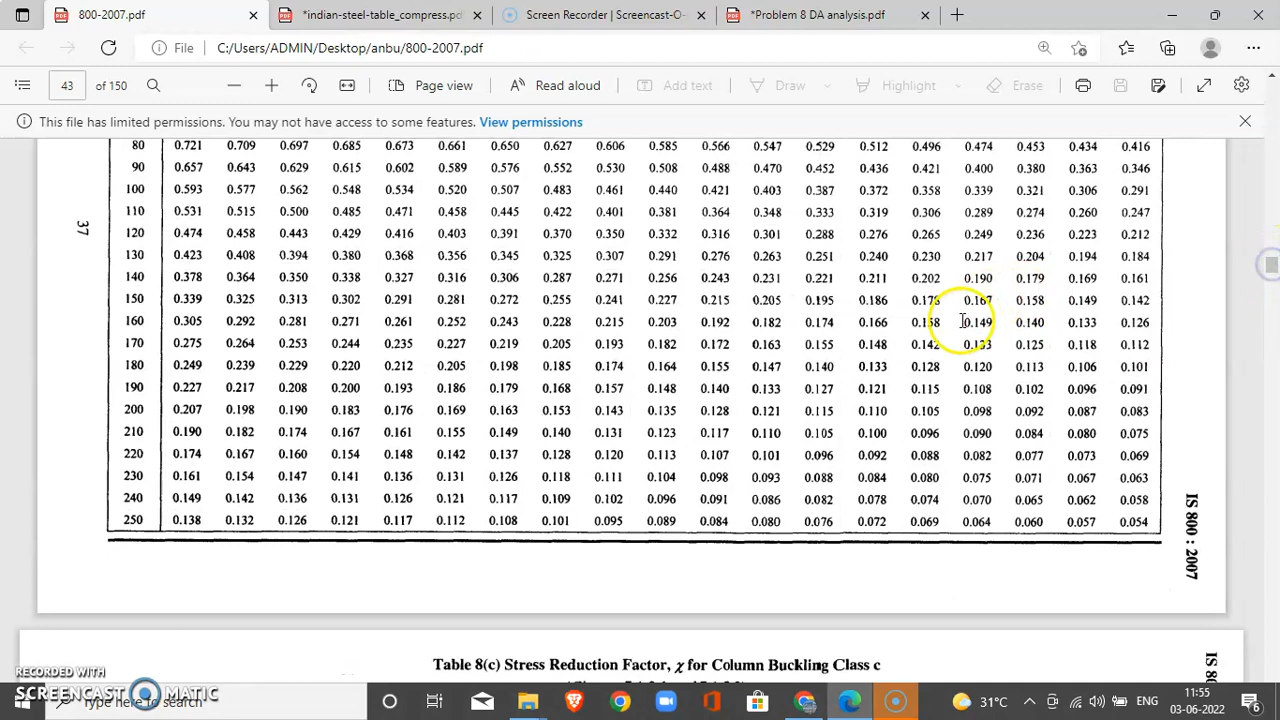 800-2007.pdf
*indian-steel-table_compress.p
Screen Recorder | Screencast-O-
*Problem 8 DA analysis.pdf
File C:/Users/ADMIN/Desktop/anbu/800-2007.pdf
43 of 150 Page view Read aloud Add text Draw Highlight Erase
This file has limited permissions. You may not have access to some features. View permissions
80 0.721 0.709 0.697 0.685 0.673 0.661 0.650 0.627 0.606 0.585 0.566 0.547 0.529 0.512 0.496 0.474 0.453 0.434 0.416
90 0.657 0.643 0.629 0.615 0.602 0.589 0.576 0.552 0.530 0.508 0.488 0.470 0.452 0.436 0.421 0.400 0.380 0.363 0.346
100 0.593 0.577 0.562 0.548 0.534 0.520 0.507 0.483 0.461 0.440 0.421 0.403 0.387 0.372 0.358 0.339 0.321 0.306 0.291
110 0.531 0.515 0.500 0.485 0.471 0.458 0.445 0.422 0.401 0.381 0.364 0.348 0.333 0.319 0.306 0.289 0.274 0.260 0.247
120 0.474 0.458 0.443 0.429 0.416 0.403 0.391 0.370 0.350 0.332 0.316 0.301 0.288 0.276 0.265 0.249 0.236 0.223 0.212
130 0.423 0.408 0.394 0.380 0.368 0.356 0.345 0.325 0.307 0.291 0.276 0.263 0.251 0.240 0.230 0.217 0.204 0.194 0.184
140 0.378 0.364 0.350 0.338 0.327 0.316 0.306 0.287 0.271 0.256 0.243 0.231 0.221 0.211 0.202 0.190 0.179 0.169 0.161
150 0.339 0.325 0.313 0.302 0.291 0.281 0.272 0.255 0.241 0.227 0.215 0.205 0.195 0.186 0.167 0.158 0.149 0.142
160 0.305 0.292 0.281 0.271 0.261 0.252 0.243 0.228 0.215 0.203 0.192 0.182 0.174 0.166 0.158 0.149 0.140 0.133 0.126
170 0.275 0.264 0.253 0.244 0.235 0.227 0.219 0.205 0.193 0.182 0.172 0.163 0.155 0.148 0.142 0.133 0.125 0.118 0.112
180 0.249 0.239 0.229 0.220 0.212 0.205 0.198 0.185 0.174 0.164 0.155 0.147 0.140 0.133 0.128 0.120 0.113 0.106 0.101
190 0.227 0.217 0.208 0.200 0.193 0.186 0.179 0.168 0.157 0.148 0.140 0.133 0.127 0.121 0.115 0.108 0.102 0.096 0.091
200 0.207 0.198 0.190 0.183 0.176 0.169 0.163 0.153 0.143 0.135 0.128 0.121 0.115 0.110 0.105 0.098 0.092 0.087 0.083
210 0.190 0.182 0.174 0.167 0.161 0.155 0.149 0.140 0.131 0.123 0.117 0.110 0.105 0.100 0.096 0.090 0.084 0.080 0.075
220 0.174 0.167 0.160 0.154 0.148 0.142 0.137 0.128 0.120 0.113 0.107 0.101 0.096 0.092 0.088 0.082 0.077 0.073 0.069
230 0.161 0.154 0.147 0.141 0.136 0.131 0.126 0.118 0.111 0.104 0.098 0.093 0.088 0.084 0.080 0.075 0.071 0.067 0.063
240 0.149 0.142 0.136 0.131 0.126 0.121 0.117 0.109 0.102 0.096 0.091 0.086 0.082 0.078 0.074 0.070 0.065 0.062 0.058
250 0.138 0.132 0.126 0.121 0.117 0.112 0.108 0.101 0.095 0.089 0.084 0.080 0.076 0.072 0.069 0.064 0.060 0.057 0.054
37
IS 800 : 2007
Table 8(c) Stress Reduction Factor, χ for Column Buckling Class c
IS 80
RECORDED WITH
SCREENCAST MATIC
Type here to search
31°C
ENG
11:55
03-06-2022
6